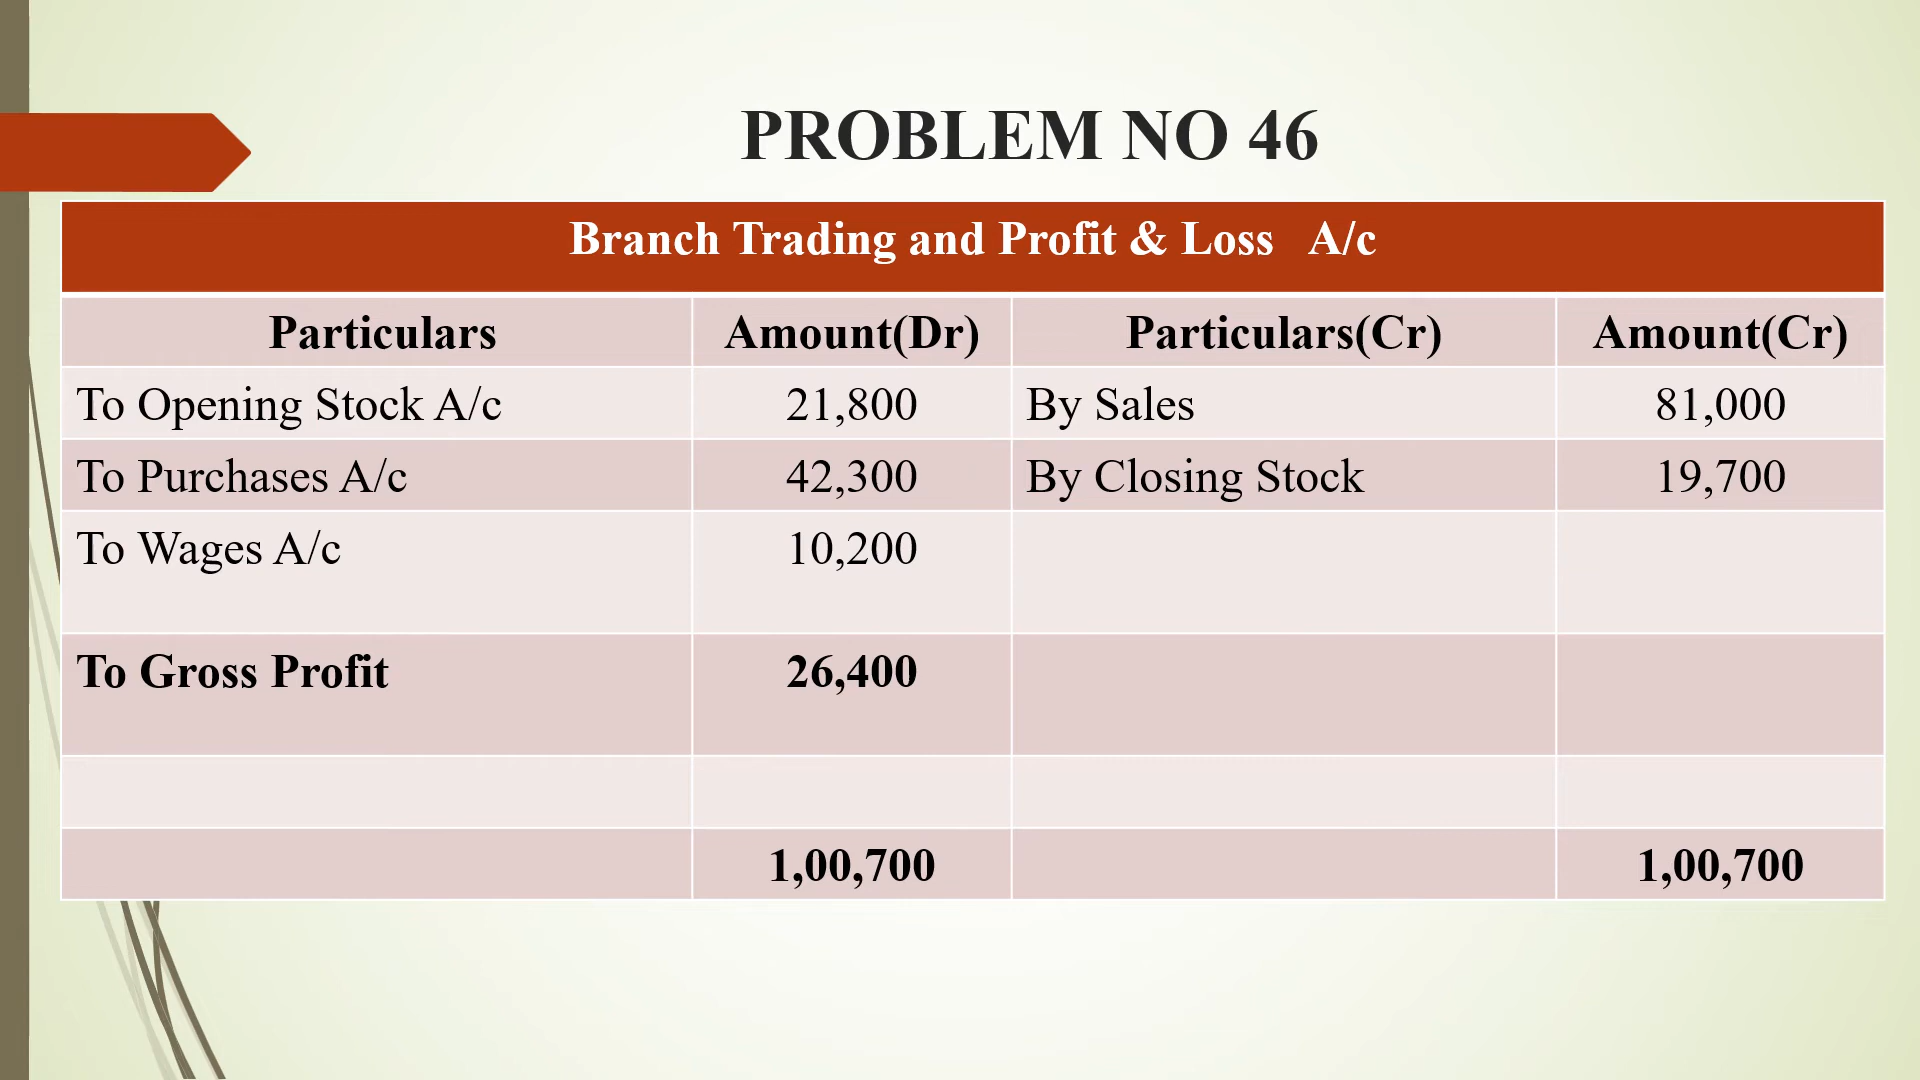 PROBLEM NO 46
Branch Trading and Profit & Loss A/c
Particulars Amount(Dr) Particulars(Cr) Amount(Cr)
To Opening Stock A/c 21,800 By Sales 81,000
To Purchases A/c 42,300 By Closing Stock 19,700
To Wages A/c 10,200
To Gross Profit 26,400
1,00,700 1,00,700